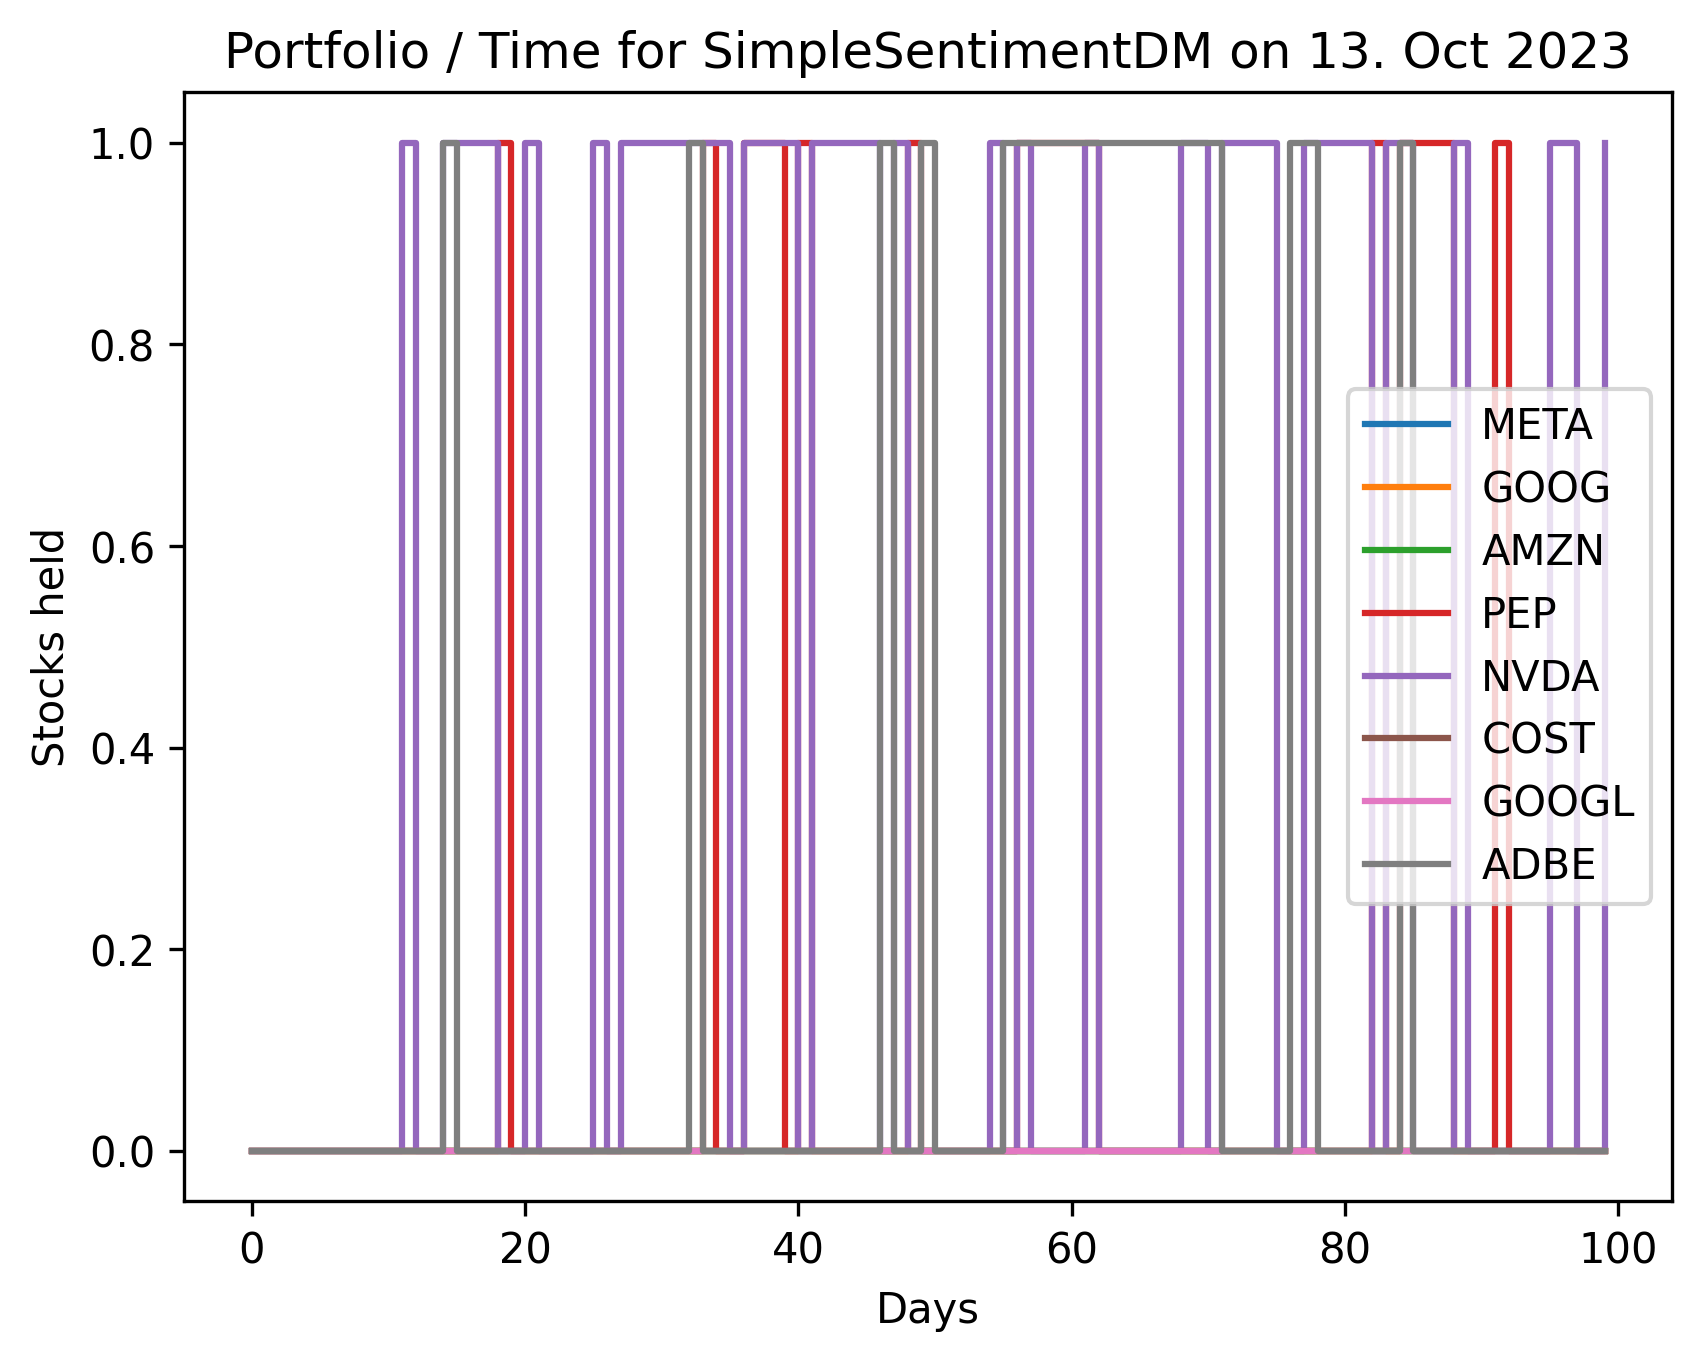 Portfolio / Time for SimpleSentimentDM on 13. Oct 2023
1.0
0.8
0.6
0.4
0.2
0.0
Stocks held
META
GOOG
AMZN
PEP
NVDA
COST
GOOGL
ADBE
0 20 40 60 80 100
Days